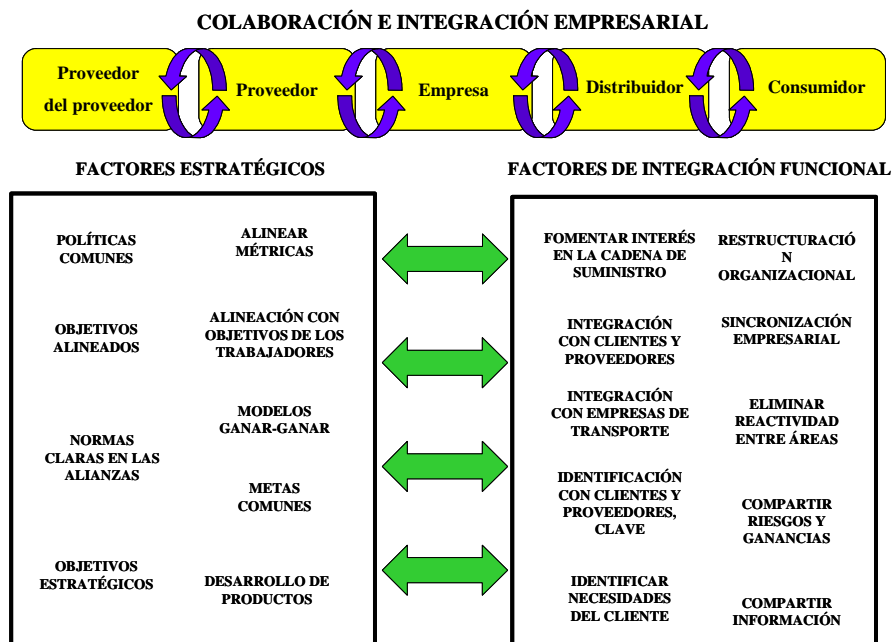 COLABORACIÓN E INTEGRACIÓN EMPRESARIAL
Proveedor
del proveedor
Proveedor
Empresa
Distribuidor
Consumidor
FACTORES ESTRATÉGICOS
POLÍTICAS
COMUNES
OBJETIVOS
ALINEADOS
NORMAS
CLARAS EN LAS
ALIANZAS
OBJETIVOS
ESTRATÉGICOS
ALINEAR
MÉTRICAS
ALINEACIÓN CON
OBJETIVOS DE LOS
TRABAJADORES
MODELOS
GANAR-GANAR
METAS
COMUNES
DESARROLLO DE
PRODUCTOS
FACTORES DE INTEGRACIÓN FUNCIONAL
FOMENTAR INTERÉS
EN LA CADENA DE
SUMINISTRO
INTEGRACIÓN
CON CLIENTES Y
PROVEEDORES
INTEGRACIÓN
CON EMPRESAS DE
TRANSPORTE
IDENTIFICACIÓN
CON CLIENTES Y
PROVEEDORES,
CLAVE
IDENTIFICAR
NECESIDADES
DEL CLIENTE
RESTRUCTURACIÓ
N
ORGANIZACIONAL
SINCRONIZACIÓN
EMPRESARIAL
ELIMINAR
REACTIVIDAD
ENTRE ÁREAS
COMPARTIR
RIESGOS Y
GANANCIAS
COMPARTIR
INFORMACIÓN